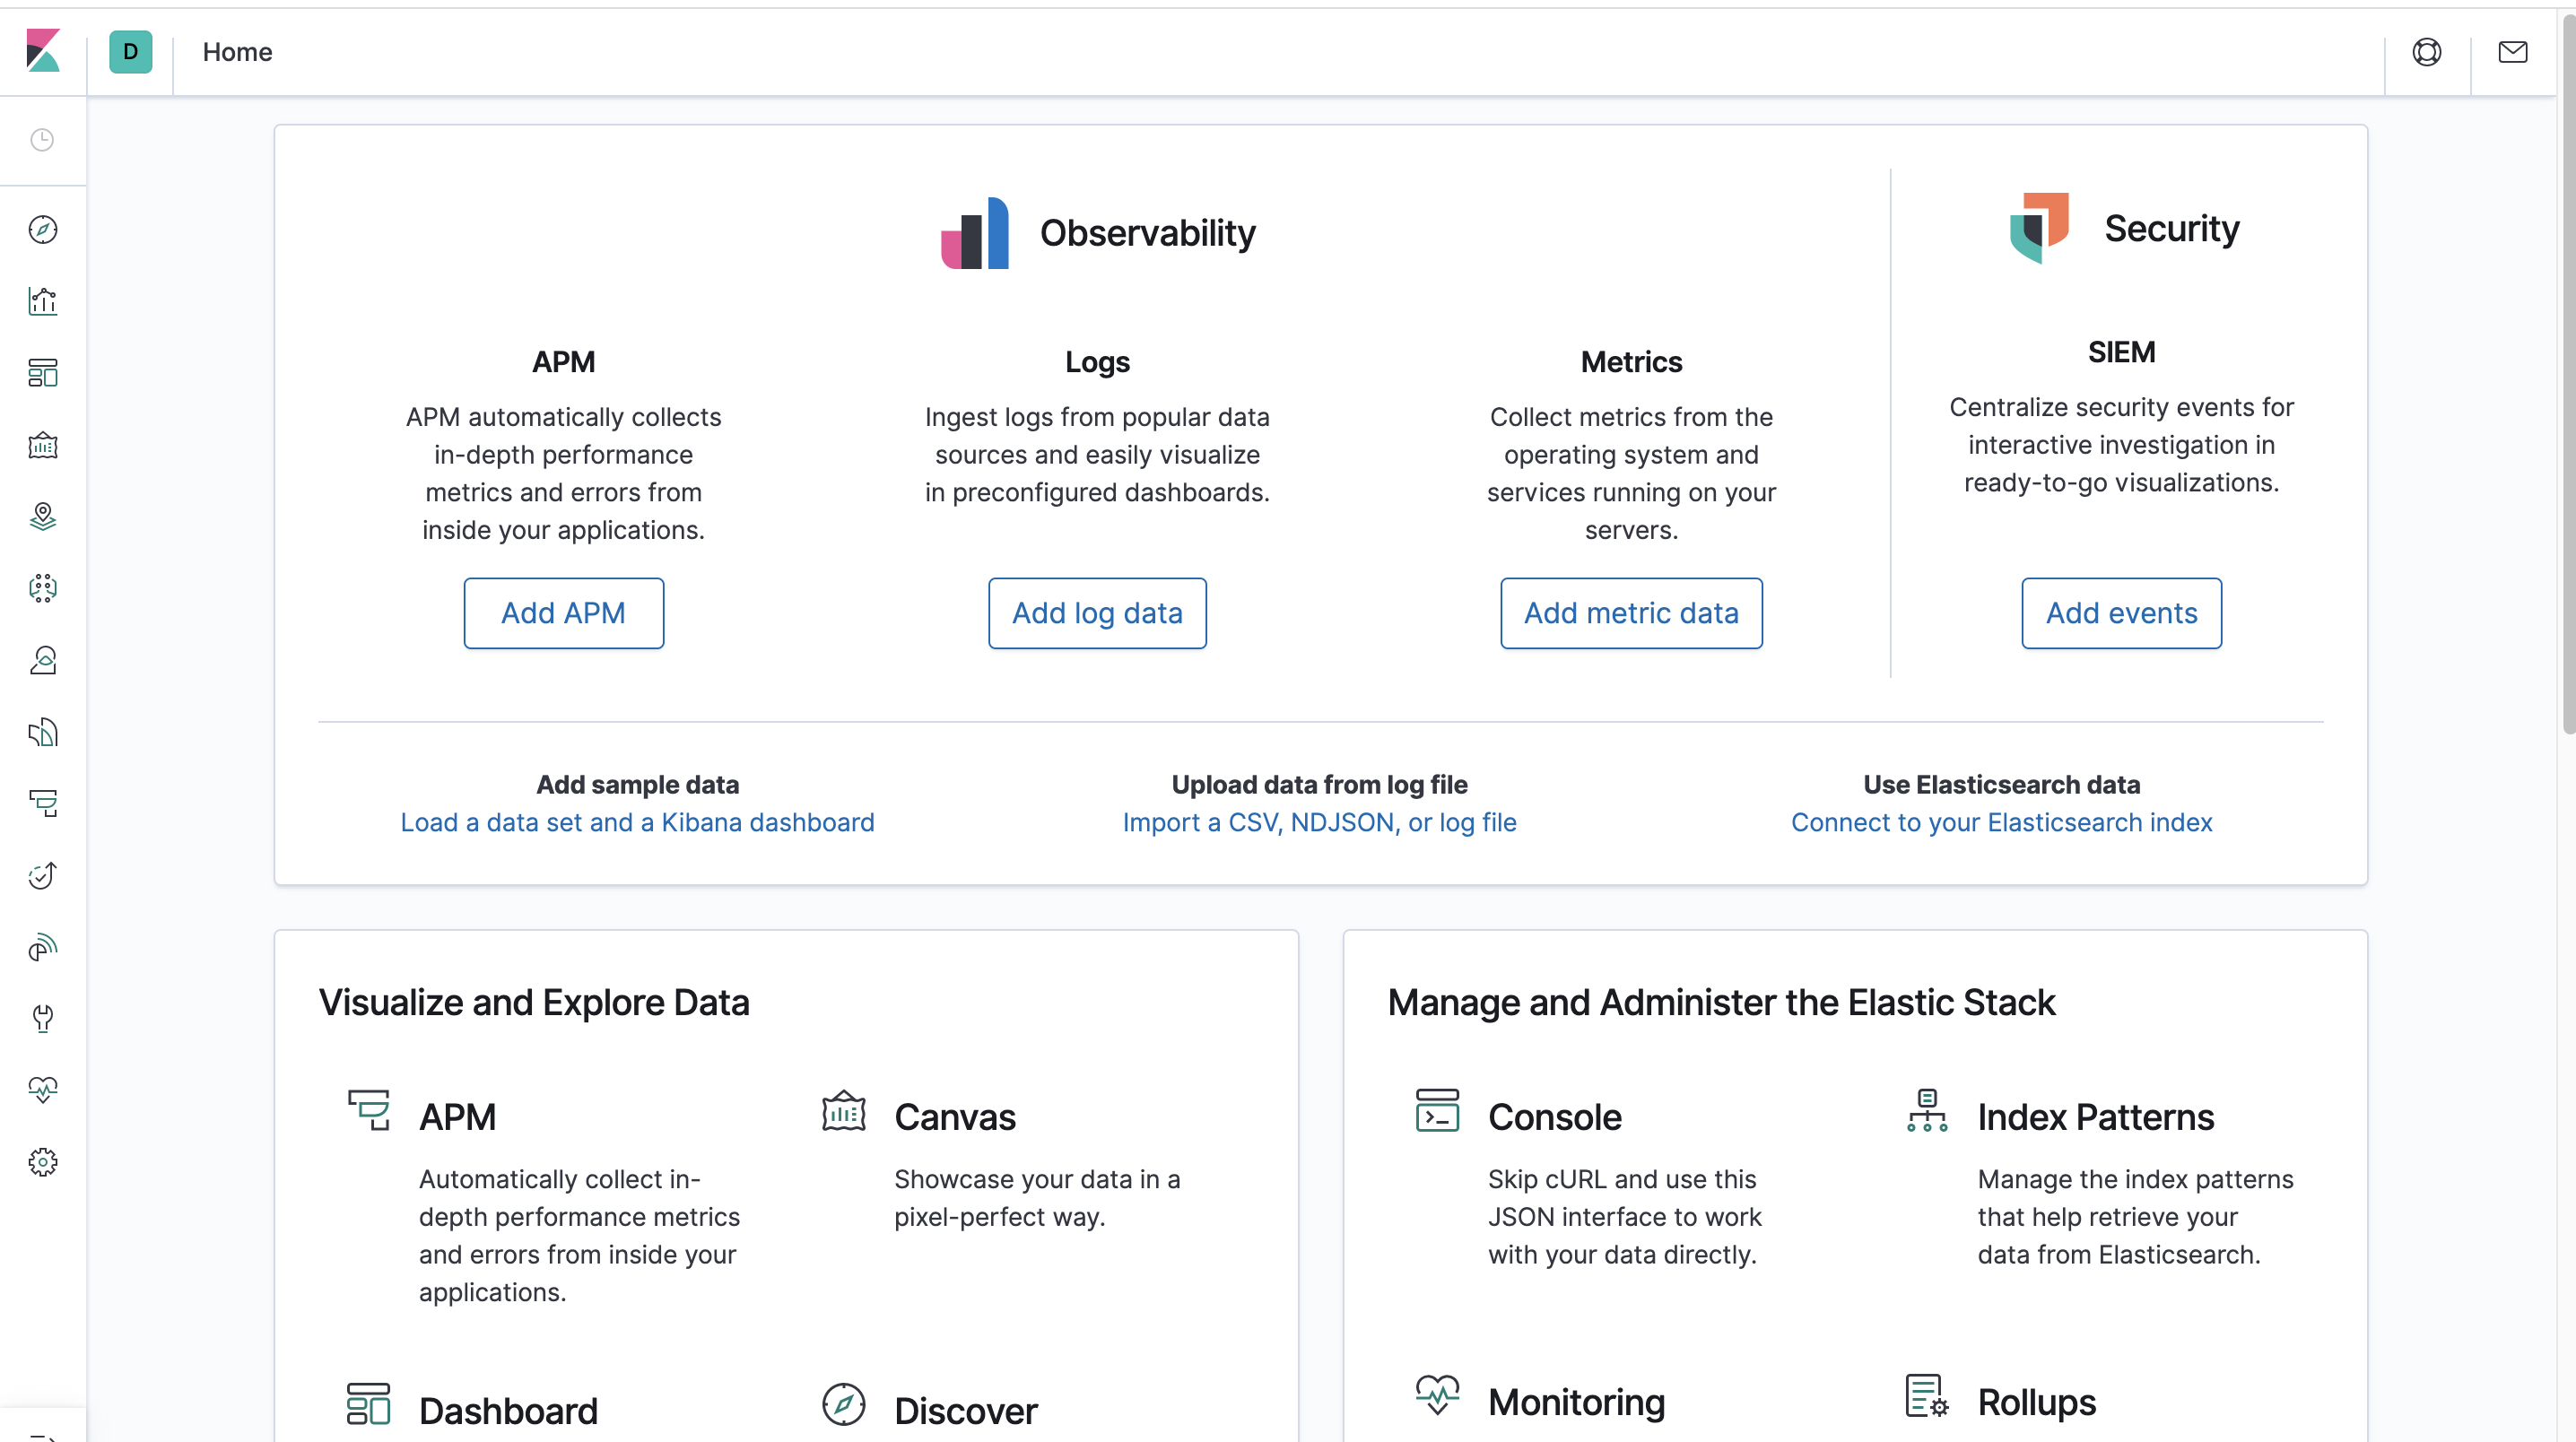 D
Home
Observability
Security
APM
APM automatically collects
in-depth performance
metrics and errors from
inside your applications.
Add APM
Logs
Ingest logs from popular data
sources and easily visualize
in preconfigured dashboards.
Add log data
Metrics
Collect metrics from the
operating system and
services running on your
servers.
Add metric data
SIEM
Centralize security events for
interactive investigation in
ready-to-go visualizations.
Add events
Add sample data
Load a data set and a Kibana dashboard
Upload data from log file
Import a CSV, NDJSON, or log file
Use Elasticsearch data
Connect to your Elasticsearch index
Visualize and Explore Data
APM
Automatically collect in-
depth performance metrics
and errors from inside your
applications.
Canvas
Showcase your data in a
pixel-perfect way.
Dashboard
Discover
Manage and Administer the Elastic Stack
Console
Skip cURL and use this
JSON interface to work
with your data directly.
Index Patterns
Manage the index patterns
that help retrieve your
data from Elasticsearch.
Monitoring
Rollups